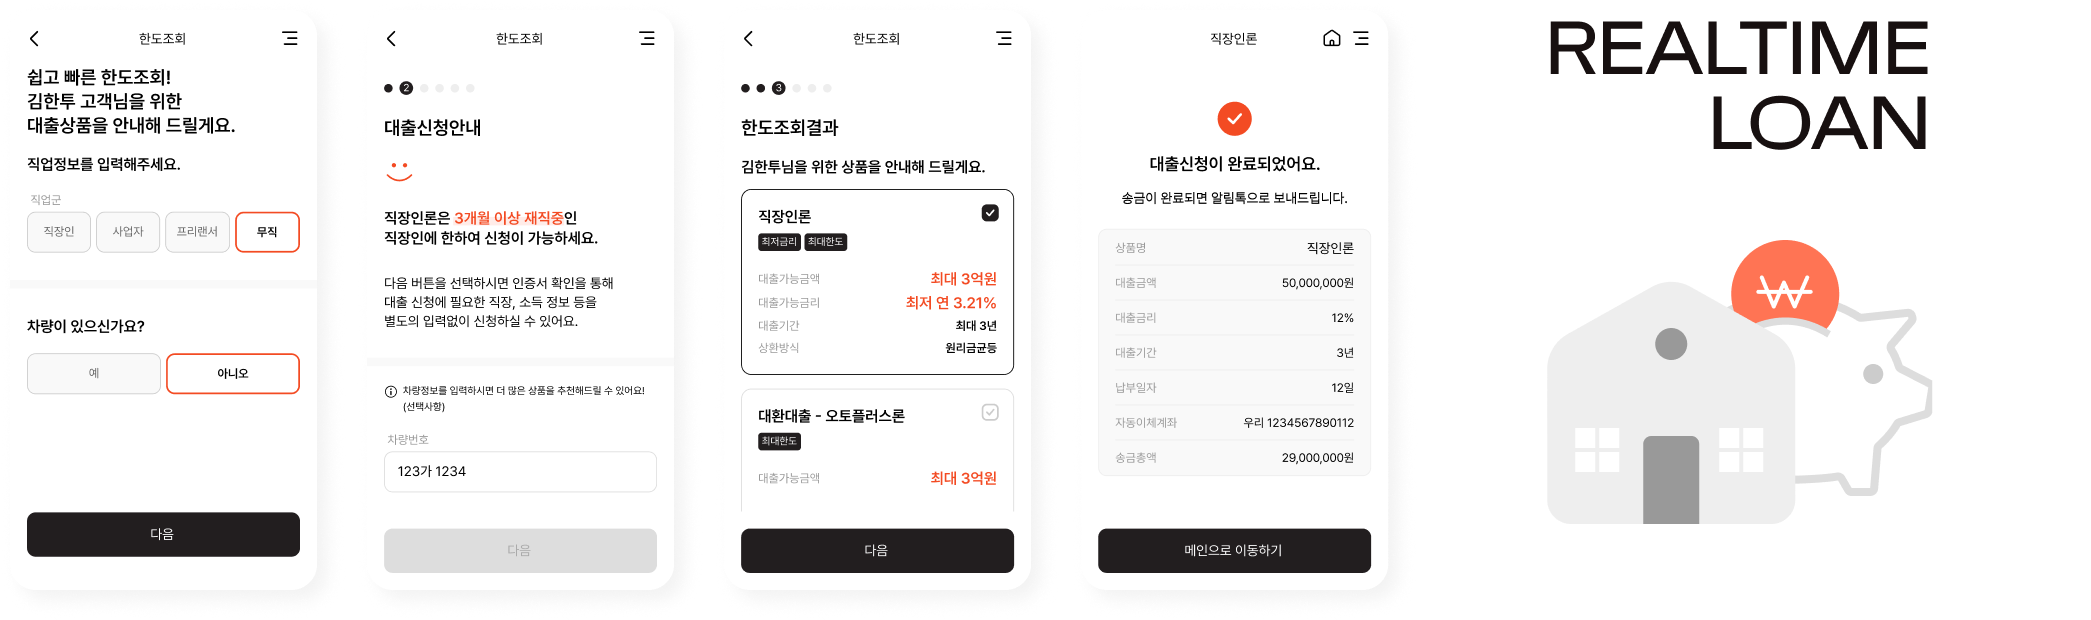 한도조회
쉽고 빠른 한도조회!
김한투 고객님을 위한
대출상품을 안내해 드릴게요.
직업정보를 입력해주세요.
직업군
직장인 사업자 프리랜서 무직
차량이 있으신가요?
예 아니오
다음
한도조회
2
대출신청안내
직장인론은 3개월 이상 재직중인
직장인에 한하여 신청이 가능하세요.
다음 버튼을 선택하시면 인증서 확인을 통해
대출 신청에 필요한 직장, 소득 정보 등을
별도의 입력없이 신청하실 수 있어요.
차량정보를 입력하시면 더 많은 상품을 추천해드릴 수 있어요!
(선택사항)
차량번호
123가 1234
다음
한도조회
3
한도조회결과
김한투님을 위한 상품을 안내해 드릴게요.
직장인론
최저금리 최대한도
대출가능금액 최대 3억원
대출가능금리 최저 연 3.21%
대출기간 최대 3년
상환방식 원리금균등
대환대출 - 오토플러스론
최대한도
대출가능금액 최대 3억원
다음
직장인론
대출신청이 완료되었어요.
송금이 완료되면 알림톡으로 보내드립니다.
상품명 직장인론
대출금액 50,000,000원
대출금리 12%
대출기간 3년
납부일자 12일
자동이체계좌 우리 1234567890112
송금총액 29,000,000원
메인으로 이동하기
REALTIME
LOAN
₩